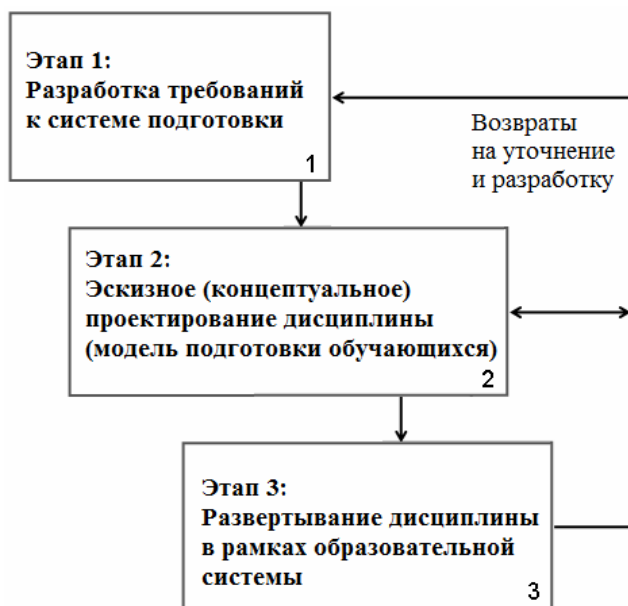 Этап 1:
Разработка требований
к системе подготовки
1
Возвраты
на уточнение
и разработку
Этап 2:
Эскизное (концептуальное)
проектирование дисциплины
(модель подготовки обучающихся)
2
Этап 3:
Развертывание дисциплины
в рамках образовательной
системы
3